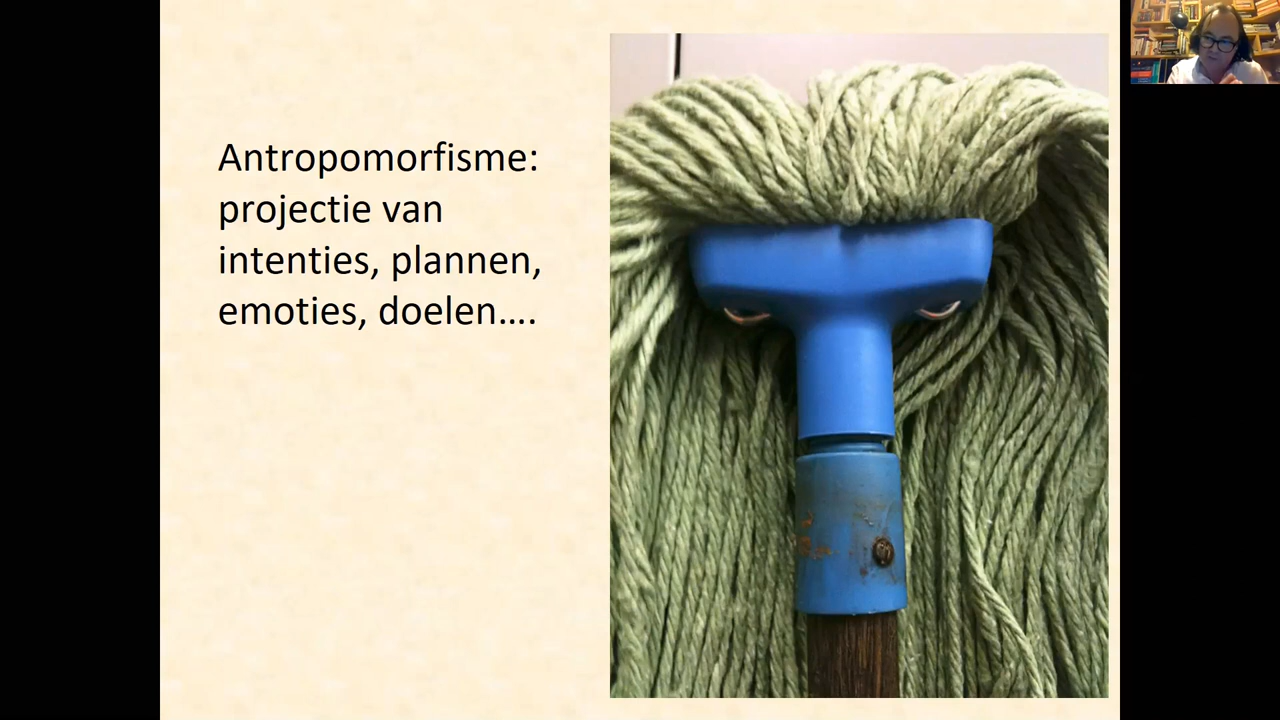 Antropomorfisme:
projectie van
intenties, plannen,
emoties, doelen….